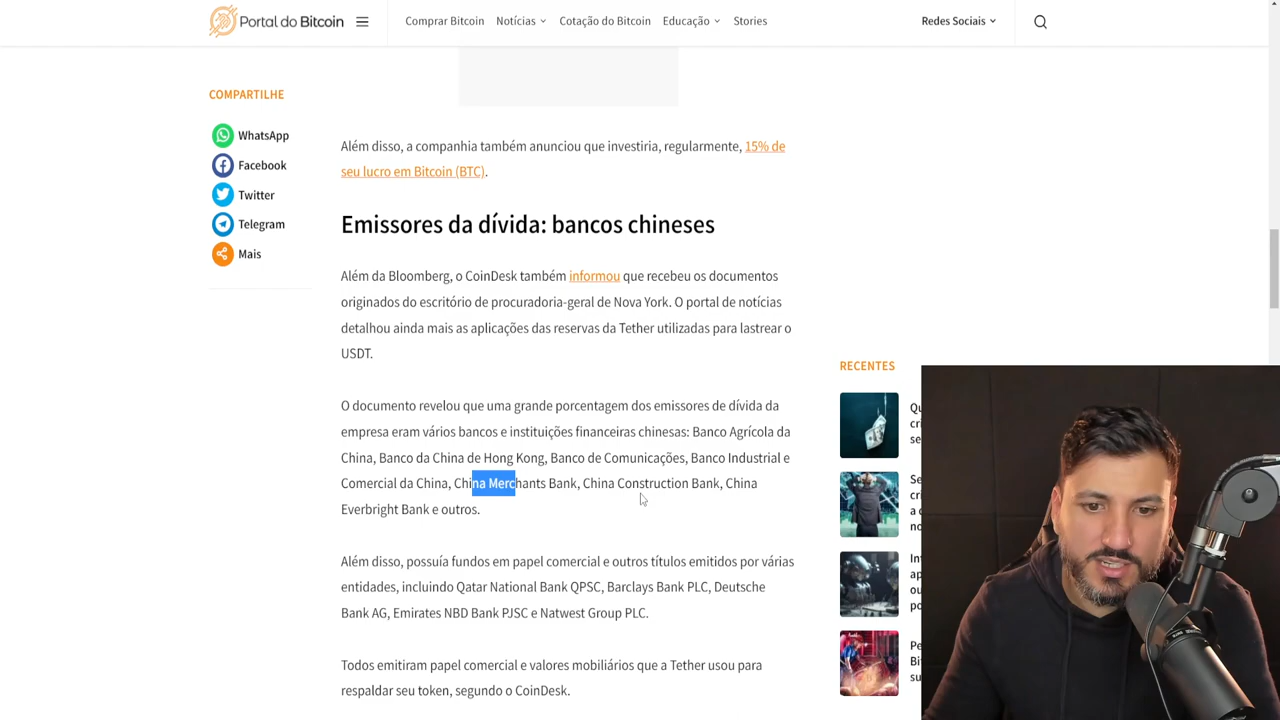 Portal do Bitcoin
Comprar Bitcoin
Notícias
Cotação do Bitcoin
Educação
Stories
Redes Sociais
COMPARTILHE
WhatsApp
Facebook
Twitter
Telegram
Mais
Além disso, a companhia também anunciou que investiria, regularmente, 15% de
seu lucro em Bitcoin (BTC).
Emissores da dívida: bancos chineses
Além da Bloomberg, o CoinDesk também informou que recebeu os documentos
originados do escritório de procuradoria-geral de Nova York. O portal de notícias
detalhou ainda mais as aplicações das reservas da Tether utilizadas para lastrear o
USDT.
O documento revelou que uma grande porcentagem dos emissores de dívida da
empresa eram vários bancos e instituições financeiras chinesas: Banco Agrícola da
China, Banco da China de Hong Kong, Banco de Comunicações, Banco Industrial e
Comercial da China, China Merchants Bank, China Construction Bank, China
Everbright Bank e outros.
Além disso, possuía fundos em papel comercial e outros títulos emitidos por várias
entidades, incluindo Qatar National Bank QPSC, Barclays Bank PLC, Deutsche
Bank AG, Emirates NBD Bank PJSC e Natwest Group PLC.
Todos emitiram papel comercial e valores mobiliários que a Tether usou para
respaldar seu token, segundo o CoinDesk.
RECENTES